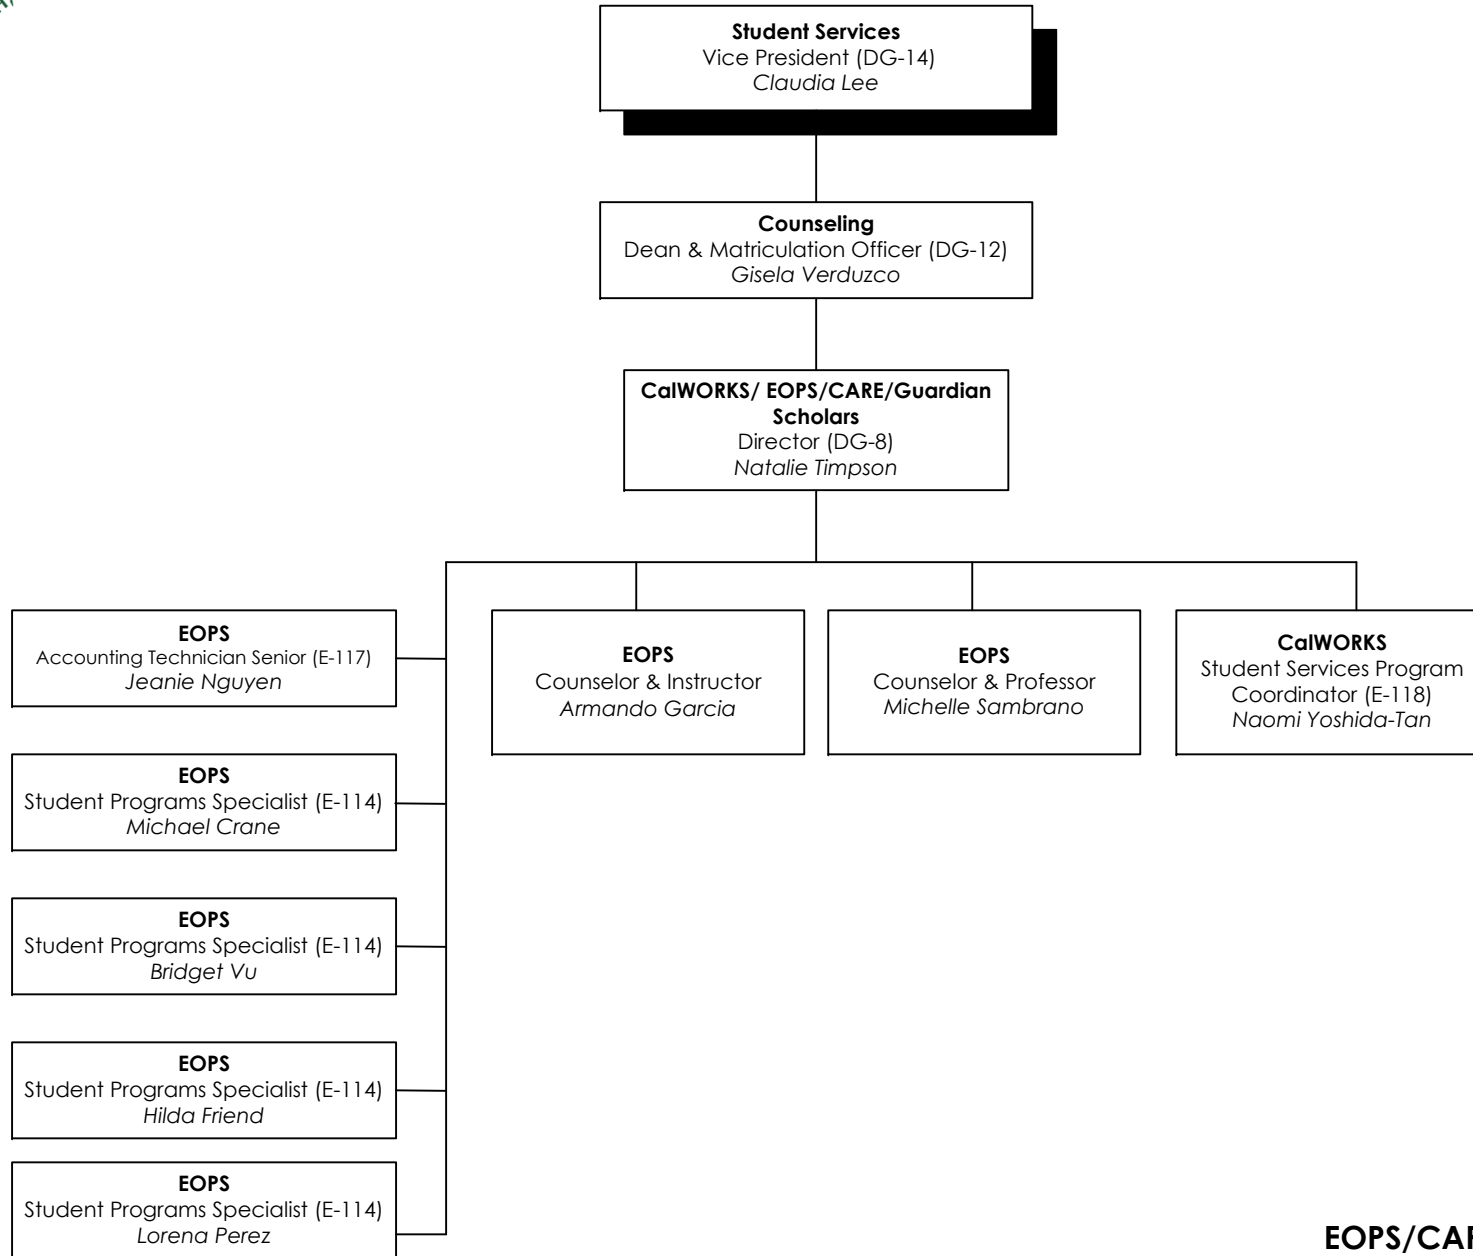 Student Services
Vice President (DG-14)
Claudia Lee
Counseling
Dean & Matriculation Officer (DG-12)
Gisela Verduzco
CalWORKS/ EOPS/CARE/Guardian
Scholars
Director (DG-8)
Natalie Timpson
EOPS
Accounting Technician Senior (E-117)
Jeanie Nguyen
EOPS
Counselor & Instructor
Armando Garcia
EOPS
Counselor & Professor
Michelle Sambrano
CalWORKS
Student Services Program
Coordinator (E-118)
Naomi Yoshida-Tan
EOPS
Student Programs Specialist (E-114)
Michael Crane
EOPS
Student Programs Specialist (E-114)
Bridget Vu
EOPS
Student Programs Specialist (E-114)
Hilda Friend
EOPS
Student Programs Specialist (E-114)
Lorena Perez